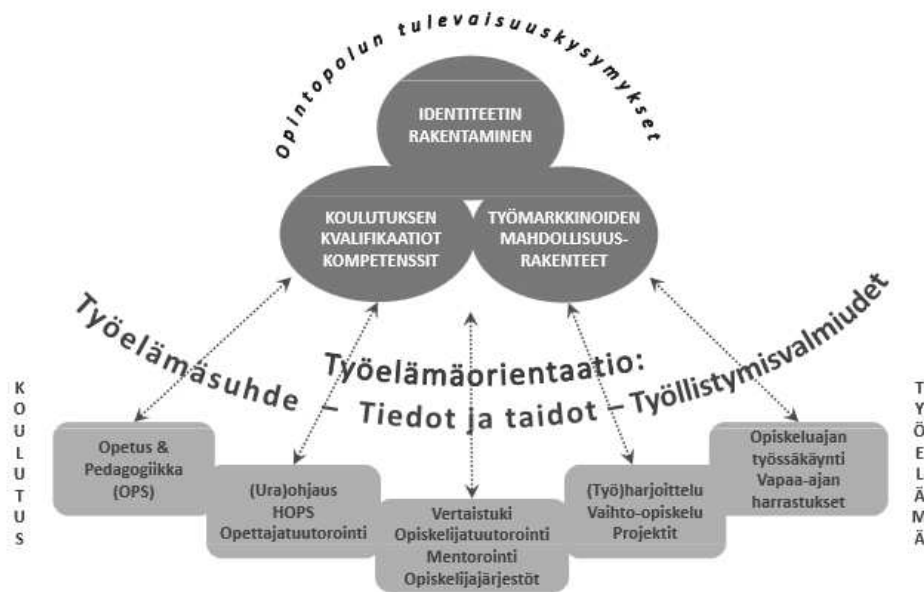 Opintopolun tulevaisuuskysymykset
IDENTITEETIN
RAKENTAMINEN
KOULUTUKSEN
KVALIFIKAATIOT
KOMPETENSSIT
TYÖMARKKINOIDEN
MAHDOLLISUUS-
RAKENTEET
Työelämäorientaatio:
Työelämäsuhde – Tiedot ja taidot – Työllistymisvalmiudet
KOULUTUS
Opetus &
Pedagogiikka
(OPS)
(Ura)ohjaus
HOPS
Opettajatuutorointi
Vertaistuki
Opiskelijatuutorointi
Mentorointi
Opiskelijajärjestöt
(Työ)harjoittelu
Vaihto-opiskelu
Projektit
Opiskeluajan
työssäkäynti
Vapaa-ajan
harrastukset
TYÖELÄMÄ